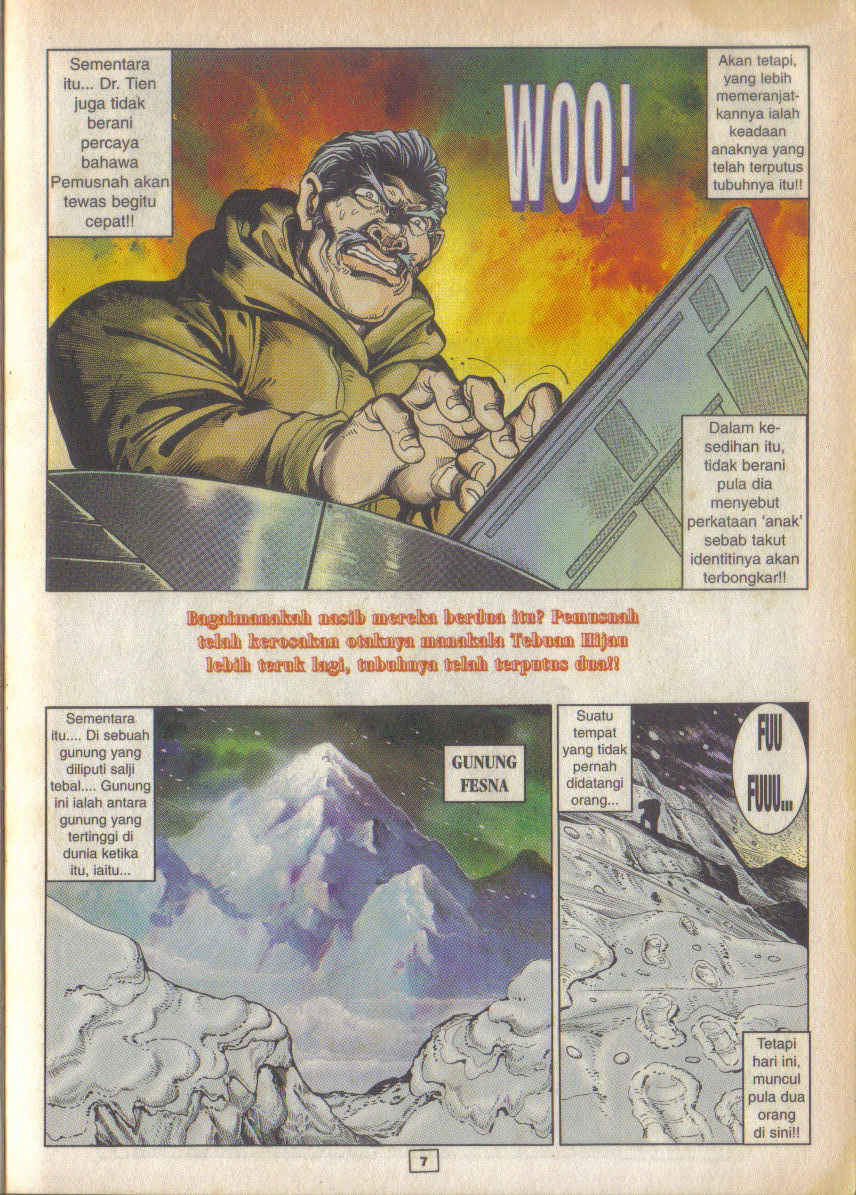 Sementara
itu... Dr. Tien
juga tidak
berani
percaya
bahawa
Pemusnah akan
tewas begitu
cepat!!
WOO!
Akan tetapi,
yang lebih
memeranjat-
kannya ialah
keadaan
anaknya yang
telah terputus
tubuhnya itu!!
Dalam ke-
sedihan itu,
tidak berani
pula dia
menyebut
perkataan 'anak'
sebab takut
identitinya akan
terbongkar!!
Bagaimanakah nasib mereka berdua itu? Pemusnah
telah kerosakan otaknya manakala Tebuan Hijau
lebih teruk lagi, tubuhnya telah terputus dua!!
Sementara
itu.... Di sebuah
gunung yang
diliputi salji
tebal.... Gunung
ini ialah antara
gunung yang
tertinggi di
dunia ketika
itu, iaitu...
GUNUNG
FESNA
Suatu
tempat
yang tidak
pernah
didatangi
orang...
FUU
FUUU...
Tetapi
hari ini,
muncul
pula dua
orang
di sini!!
7